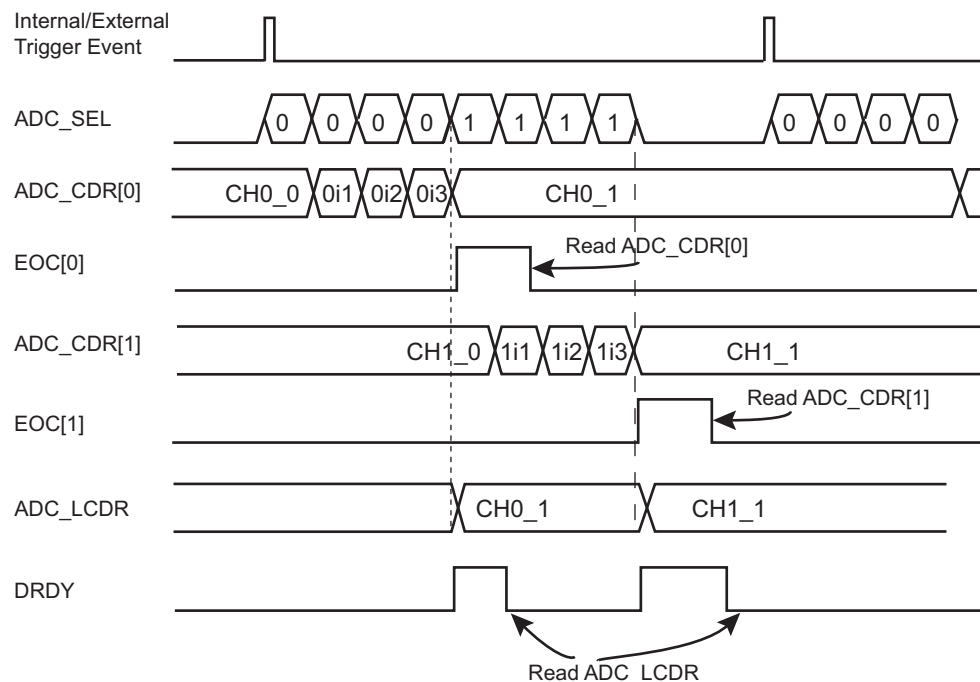 Internal/External
Trigger Event
ADC_SEL
0 0 0 0 1 1 1 1 0 0 0 0
ADC_CDR[0]
CH0_0 0i1 0i2 0i3 CH0_1
EOC[0]
Read ADC_CDR[0]
ADC_CDR[1]
CH1_0 1i1 1i2 1i3 CH1_1
Read ADC_CDR[1]
EOC[1]
ADC_LCDR
CH0_1 CH1_1
DRDY
Read ADC_LCDR